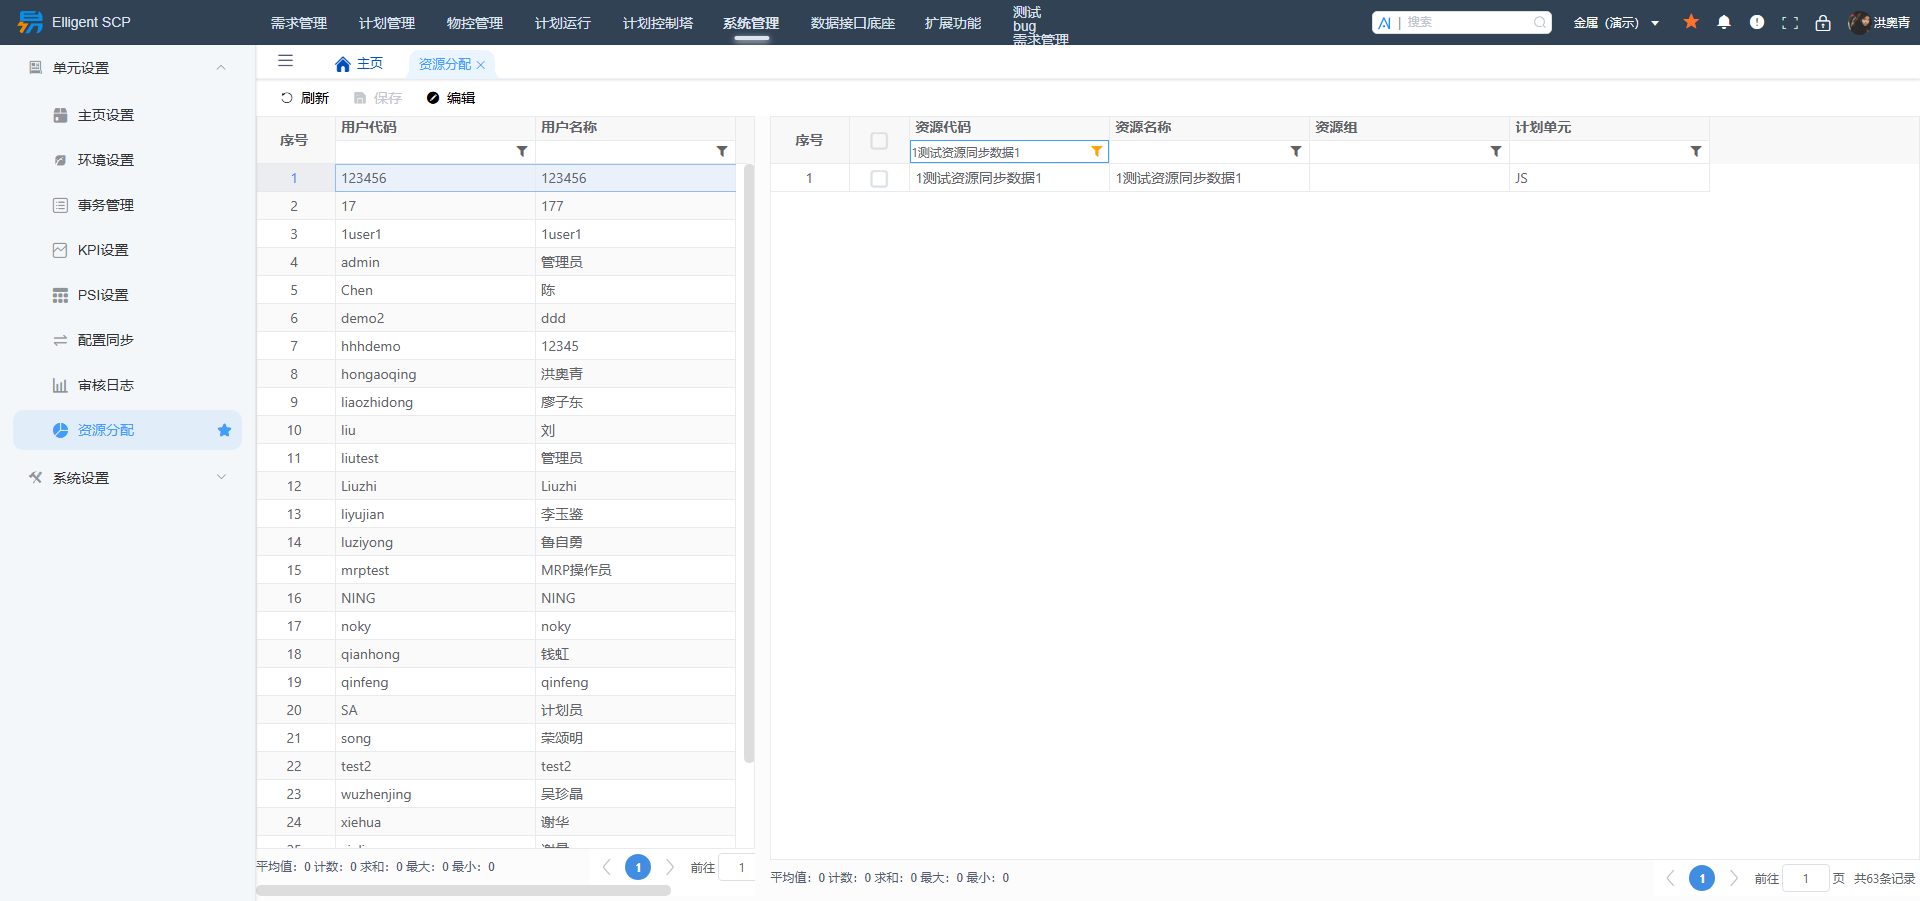 Elligent SCP
需求管理 计划管理 物控管理 计划运行 计划控制塔 系统管理 数据接口底座 扩展功能 测试
bug
需求管理
AI | 搜索 金属（演示） 洪奥青
单元设置
主页设置
环境设置
事务管理
KPI设置
PSI设置
配置同步
审核日志
资源分配
系统设置
主页 资源分配
刷新 保存 编辑
序号 用户代码 用户名称
1 123456 123456
2 17 177
3 1user1 1user1
4 admin 管理员
5 Chen 陈
6 demo2 ddd
7 hhhdemo 12345
8 hongaoqing 洪奥青
9 liaozhidong 廖子东
10 liu 刘
11 liutest 管理员
12 Liuzhi Liuzhi
13 liyujian 李玉鉴
14 luziyong 鲁自勇
15 mrptest MRP操作员
16 NING NING
17 noky noky
18 qianhong 钱虹
19 qinfeng qinfeng
20 SA 计划员
21 song 荣颂明
22 test2 test2
23 wuzhenjing 吴珍晶
24 xiehua 谢华
平均值：0 计数：0 求和：0 最大：0 最小：0 1 前往 1
序号 资源代码 资源名称 资源组 计划单元
1测试资源同步数据1
1 1测试资源同步数据1 1测试资源同步数据1 JS
平均值：0 计数：0 求和：0 最大：0 最小：0 1 前往 1 页 共63条记录